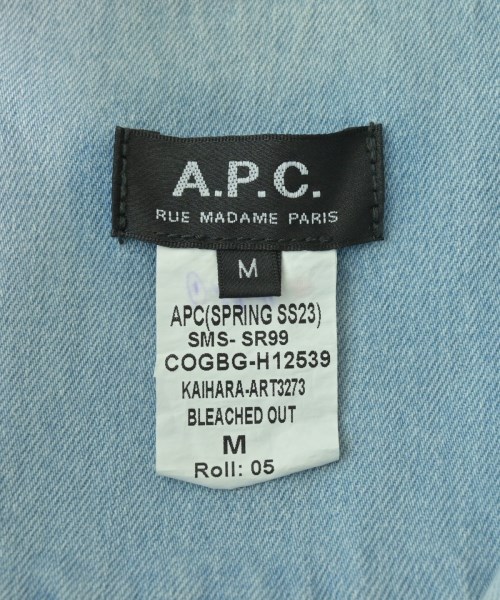 A.P.C.
RUE MADAME PARIS
M
APC(SPRING SS23)
SMS- SR99
COGBG-H12539
KAIHARA-ART3273
BLEACHED OUT
M
Roll: 05